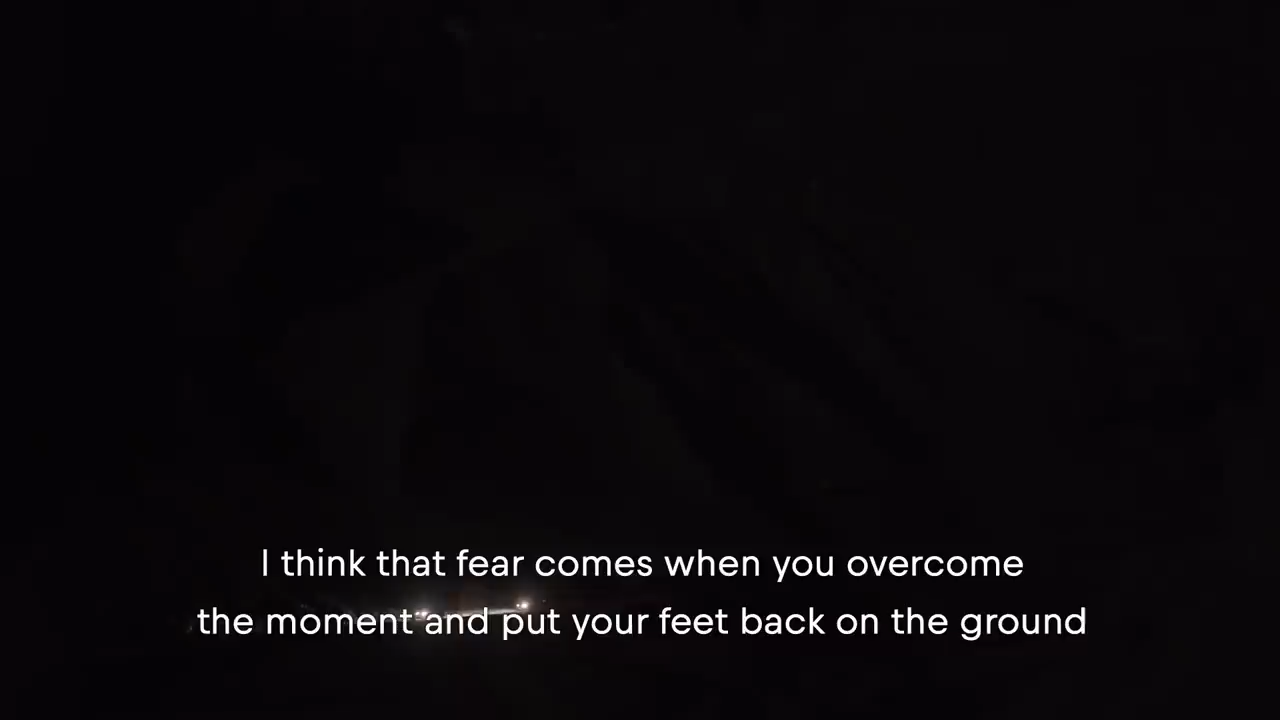 I think that fear comes when you overcome
the moment and put your feet back on the ground